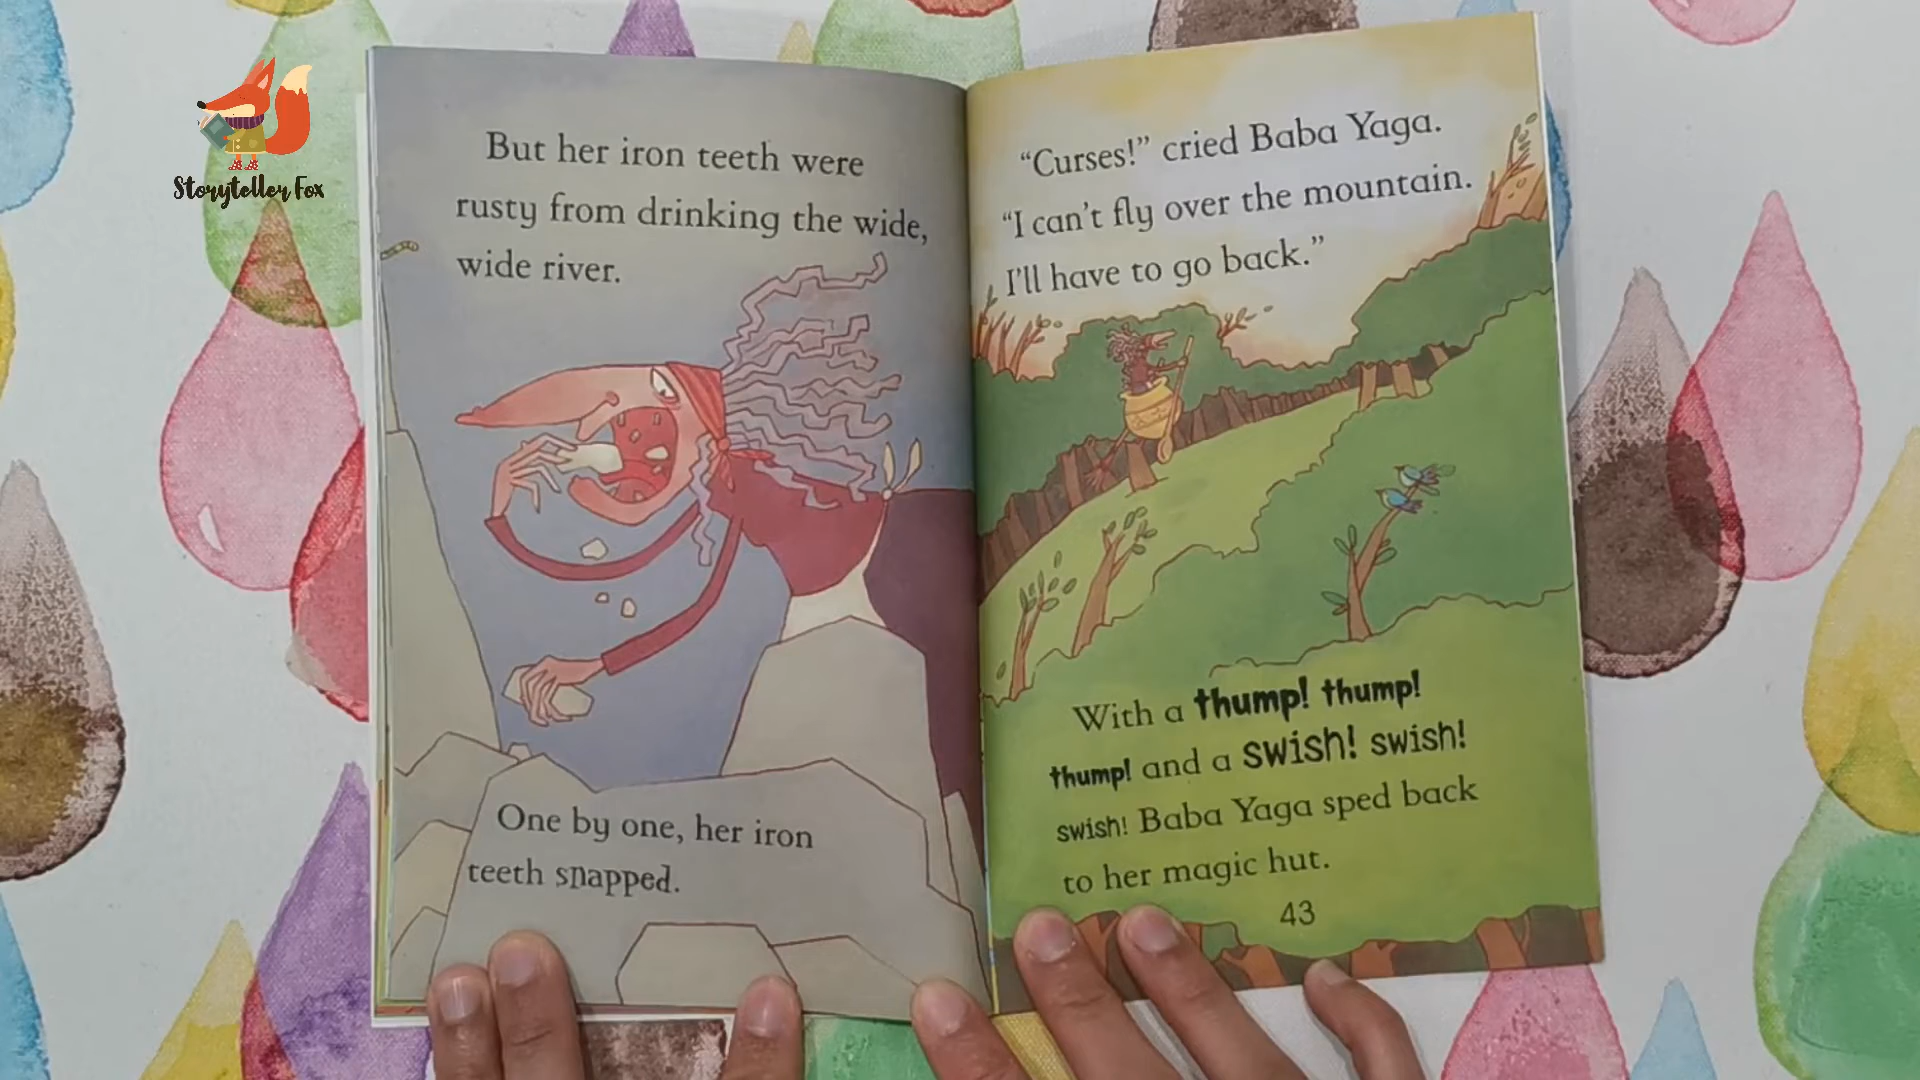 Storyteller Fox
But her iron teeth were
rusty from drinking the wide,
wide river.
One by one, her iron
teeth snapped.
“Curses!” cried Baba Yaga.
“I can’t fly over the mountain.
I’ll have to go back.”
With a thump! thump!
thump! and a swish! swish!
swish! Baba Yaga sped back
to her magic hut.
43